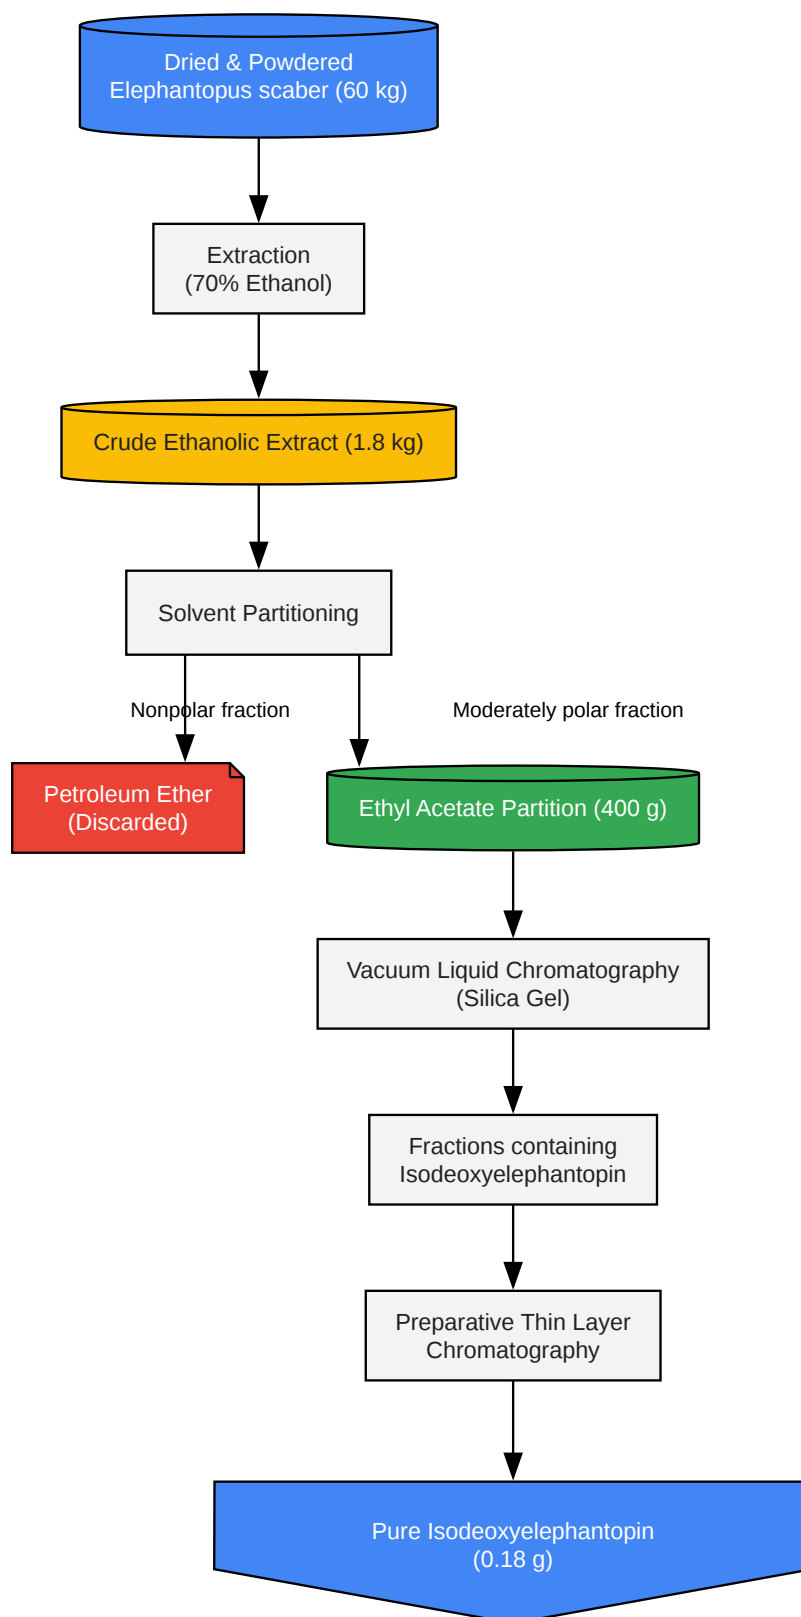 Dried & Powdered
Elephantopus scaber (60 kg)
Extraction
(70% Ethanol)
Crude Ethanolic Extract (1.8 kg)
Solvent Partitioning
Nonpolar fraction
Moderately polar fraction
Petroleum Ether
(Discarded)
Ethyl Acetate Partition (400 g)
Vacuum Liquid Chromatography
(Silica Gel)
Fractions containing
Isodeoxyelephantopin
Preparative Thin Layer
Chromatography
Pure Isodeoxyelephantopin
(0.18 g)